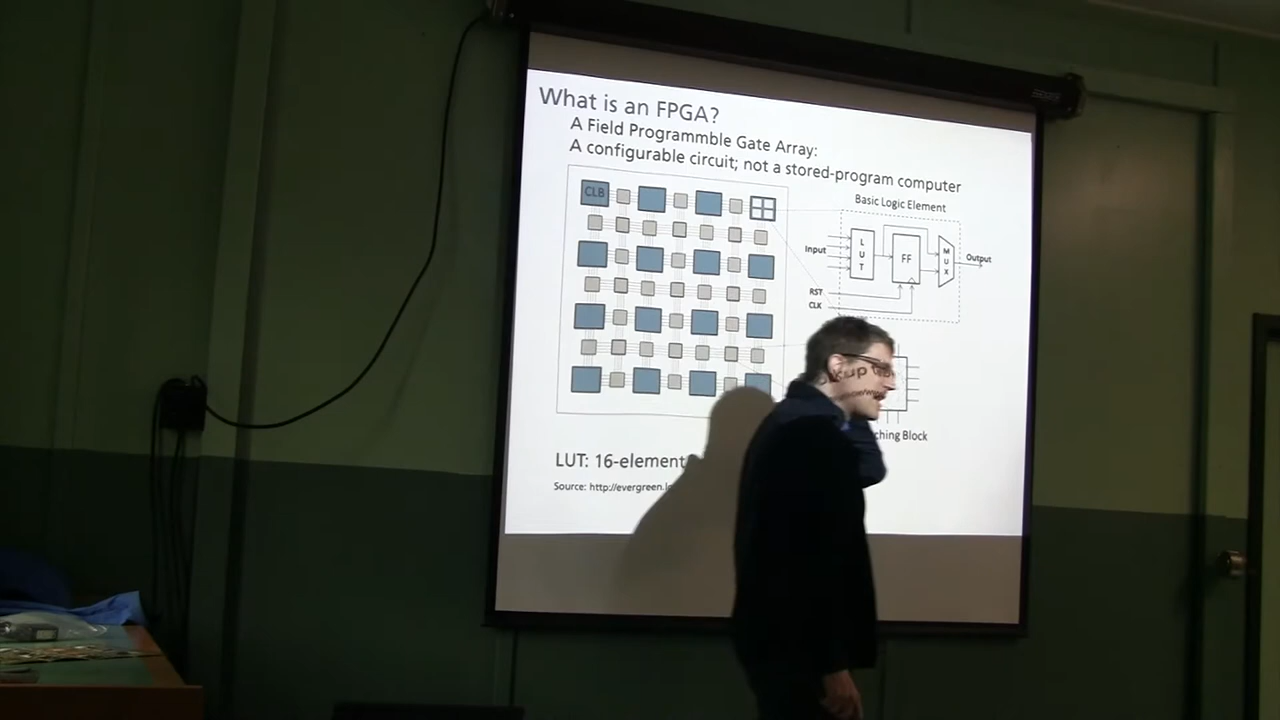 What is an FPGA?
A Field Programmble Gate Array:
A configurable circuit; not a stored-program computer
CLB
Basic Logic Element
Input
LUT
FF
MUX
Output
RST
CLK
kup
ching Block
LUT: 16-element
Source: http://evergreen.